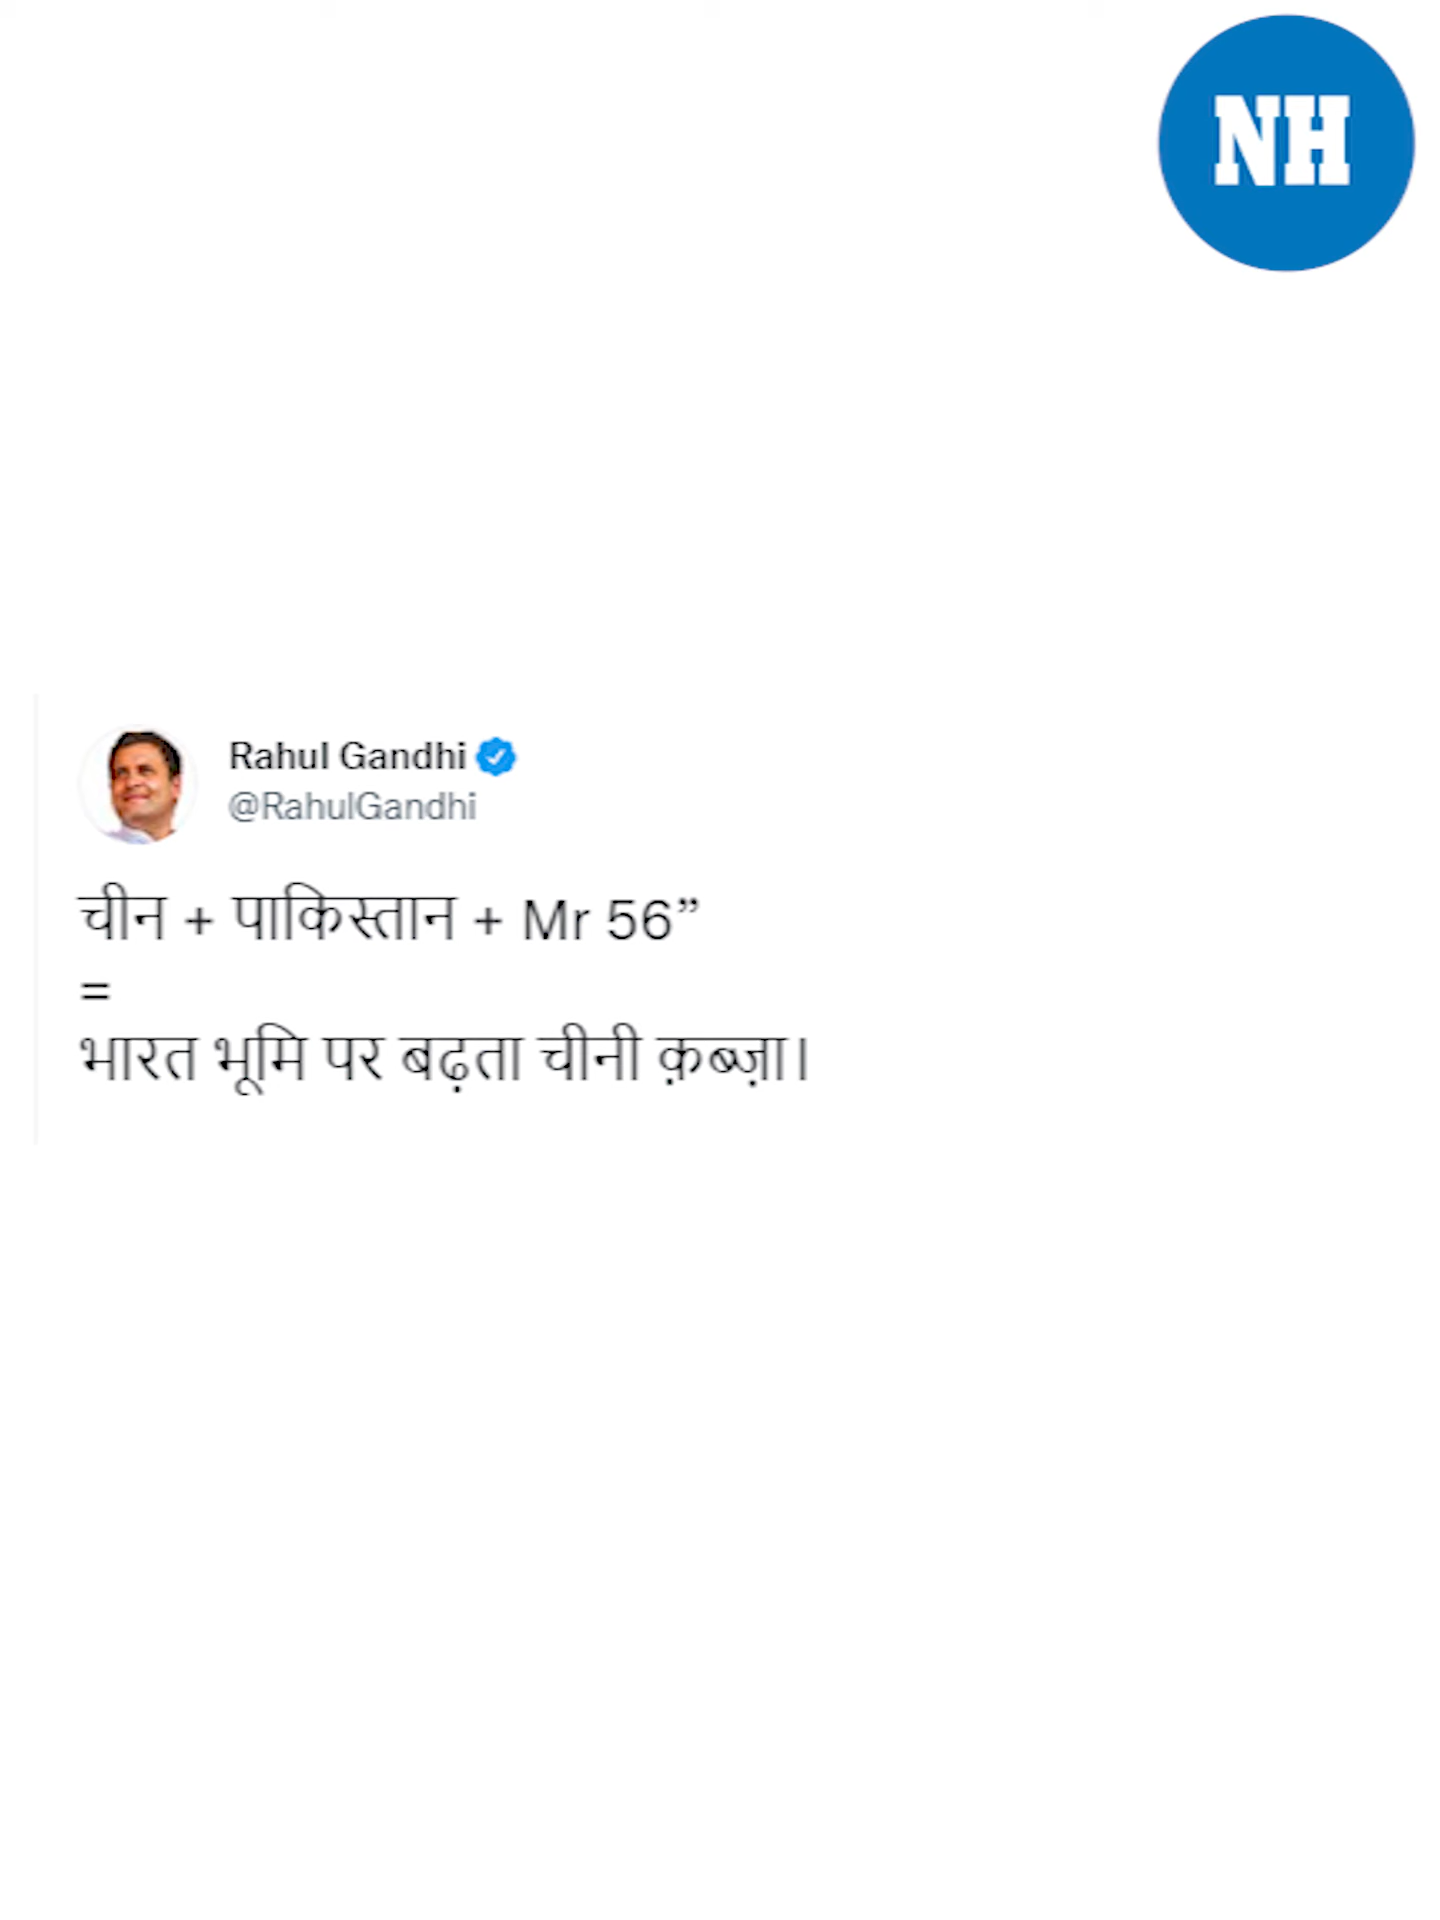 NH
Rahul Gandhi
@RahulGandhi
चीन + पाकिस्तान + Mr 56”
=
भारत भूमि पर बढ़ता चीनी क़ब्ज़ा।